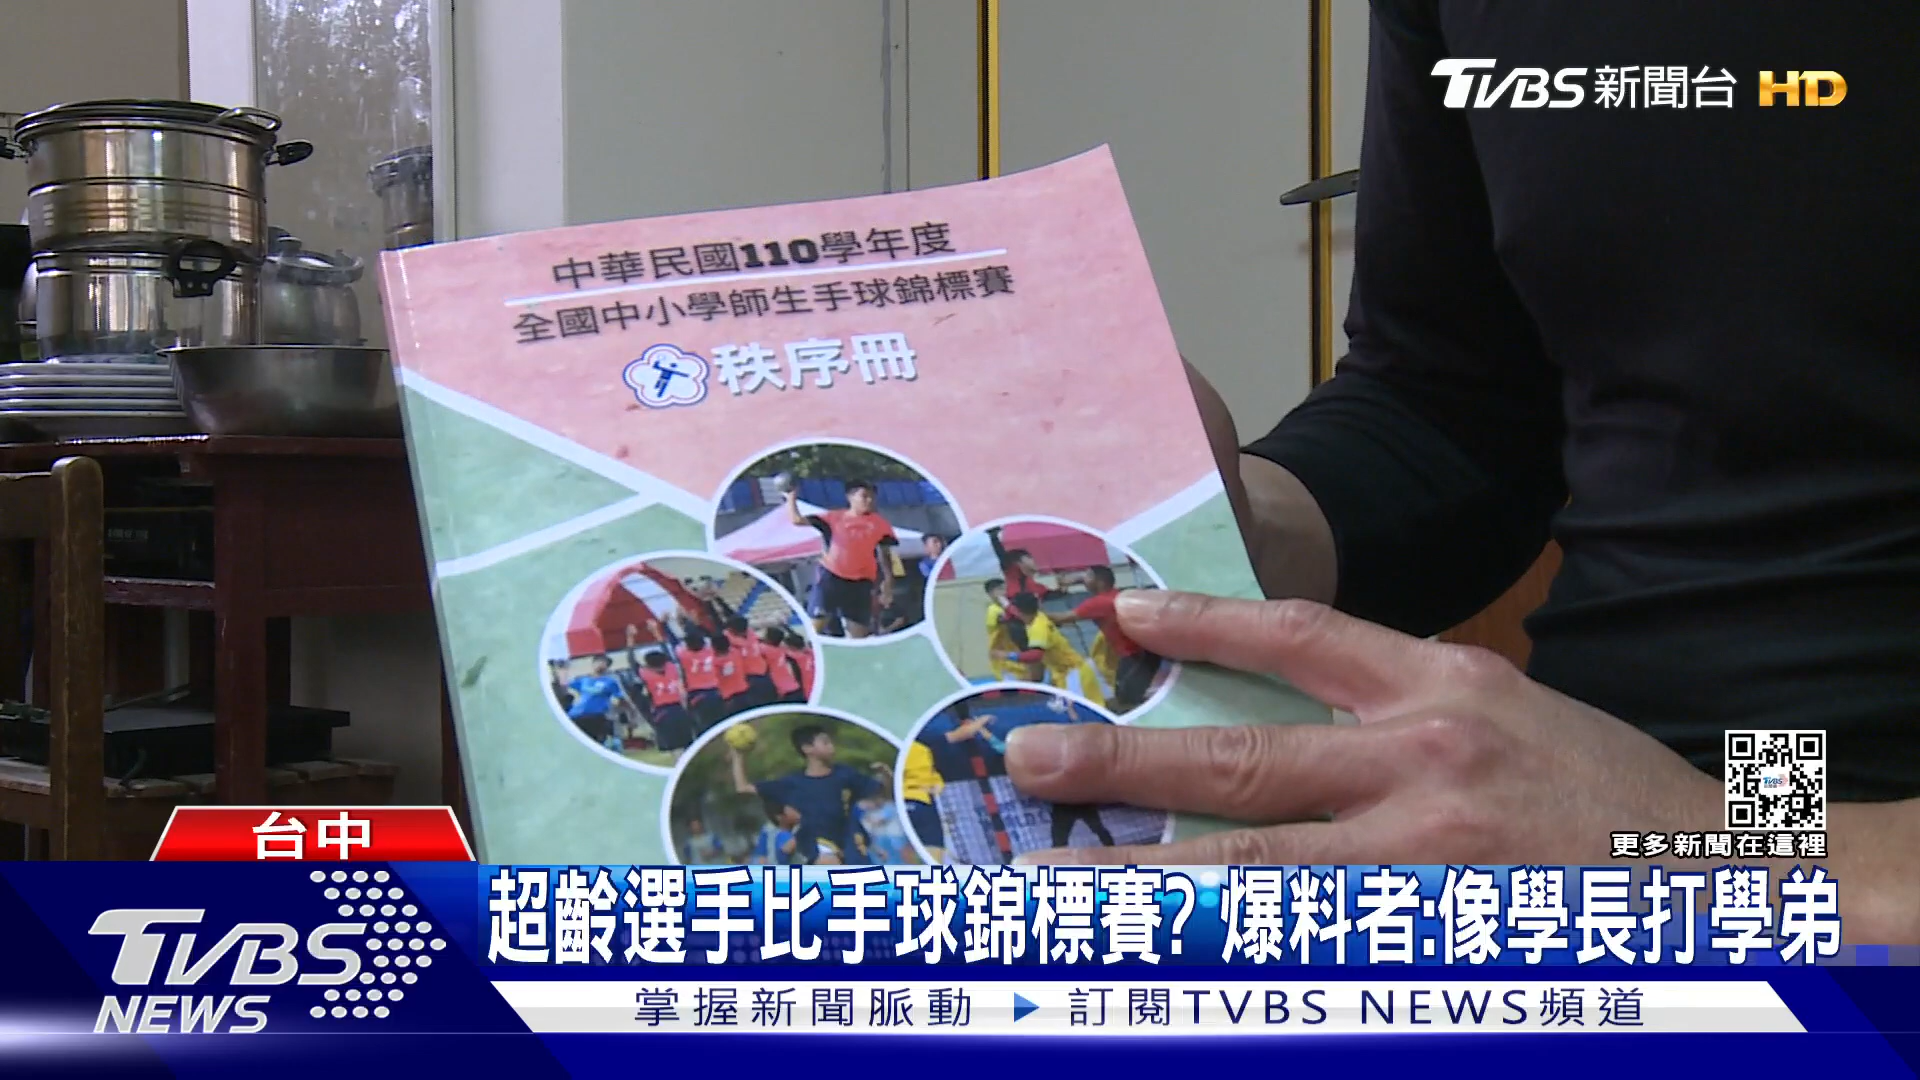 TVBS新聞台 HD
中華民國110學年度
全國中小學師生手球錦標賽
秩序冊
TVBS
更多新聞在這裡
台中
超齡選手比手球錦標賽? 爆料者:像學長打學弟
TVBS
NEWS
掌握新聞脈動 ▶ 訂閱TVBS NEWS頻道